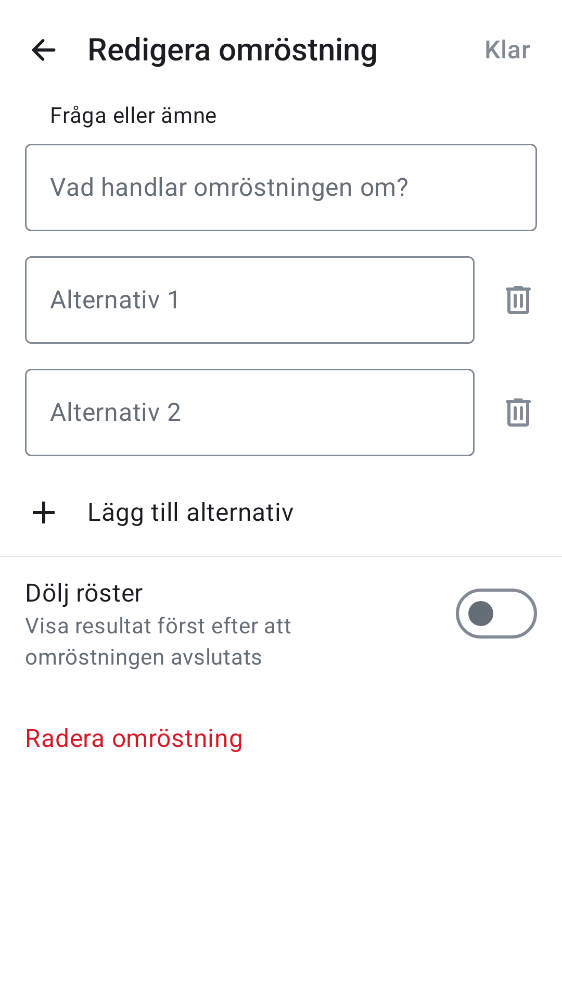 Redigera omröstning
Klar
Fråga eller ämne
Vad handlar omröstningen om?
Alternativ 1
Alternativ 2
Lägg till alternativ
Dölj röster
Visa resultat först efter att
omröstningen avslutats
Radera omröstning